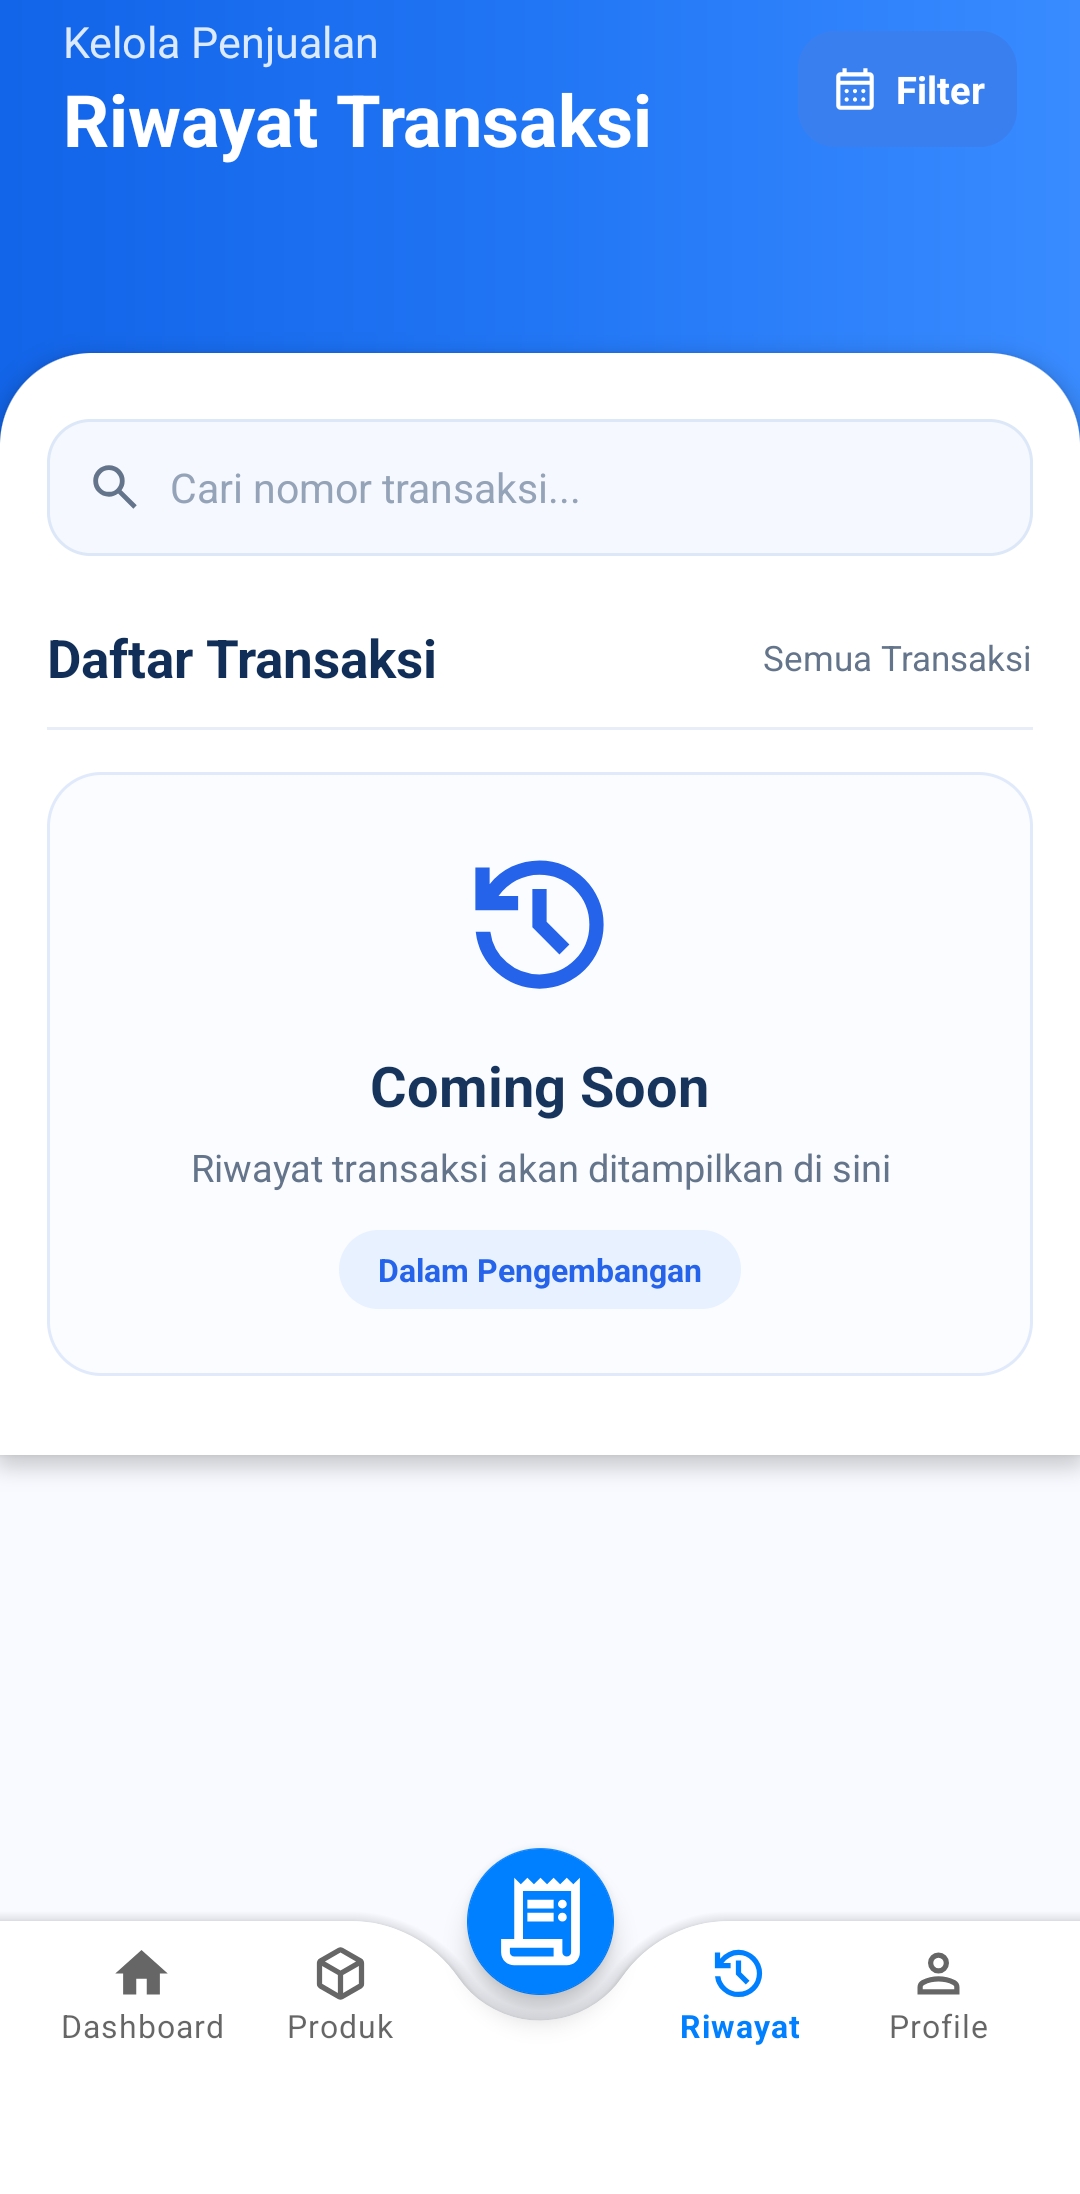 Kelola Penjualan
Riwayat Transaksi
Filter
Cari nomor transaksi...
Daftar Transaksi
Semua Transaksi
Coming Soon
Riwayat transaksi akan ditampilkan di sini
Dalam Pengembangan
Dashboard
Produk
Riwayat
Profile